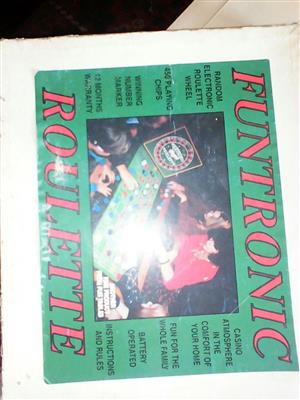 FUNTRONIC
RANDOM
ELECTRONIC
ROULETTE
WHEEL
450 PLAYING
CHIPS
WINNING
NUMBER
MARKER
12 MONTHS
WARRANTY
CASINO
ATMOSPHERE
IN THE
COMFORT OF
YOUR HOME
FUN FOR THE
WHOLE FAMILY
BATTERY
OPERATED
INSTRUCTIONS
AND RULES
ROULETTE